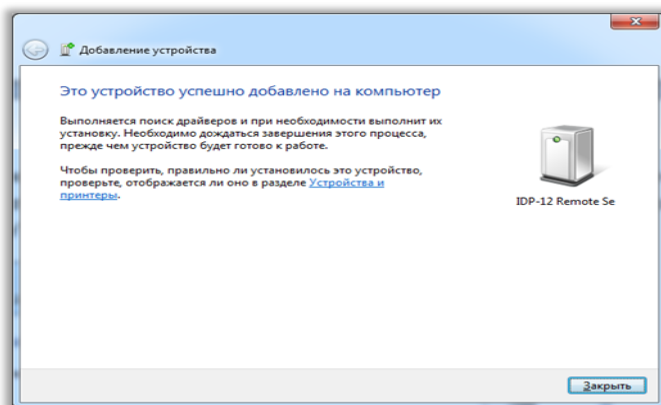 Добавление устройства
Это устройство успешно добавлено на компьютер
Выполняется поиск драйверов и при необходимости выполнит их
установку. Необходимо дождаться завершения этого процесса,
прежде чем устройство будет готово к работе.
Чтобы проверить, правильно ли установилось это устройство,
проверьте, отображается ли оно в разделе Устройства и
принтеры.
IDP-12 Remote Se
Закрыть